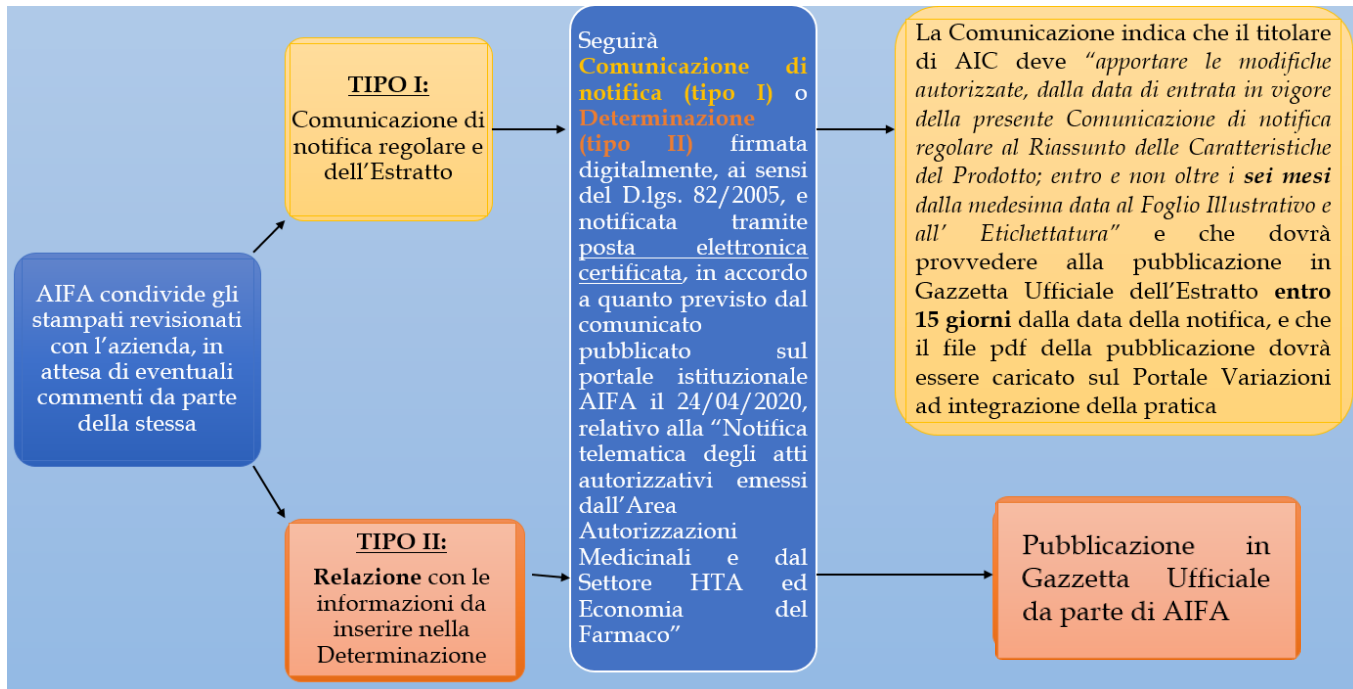 AIFA condivide gli
stampati revisionati
con l’azienda, in
attesa di eventuali
commenti da parte
della stessa
TIPO I:
Comunicazione di
notifica regolare e
dell’Estratto
TIPO II:
Relazione con le
informazioni da
inserire nella
Determinazione
Seguirà
Comunicazione di
notifica (tipo I) o
Determinazione
(tipo II) firmata
digitalmente, ai sensi
del D.lgs. 82/2005, e
notificata tramite
posta elettronica
certificata, in accordo
a quanto previsto dal
comunicato
pubblicato sul
portale istituzionale
AIFA il 24/04/2020,
relativo alla “Notifica
telematica degli atti
autorizzativi emessi
dall’Area
Autorizzazioni
Medicinali e dal
Settore HTA ed
Economia del
Farmaco”
La Comunicazione indica che il titolare
di AIC deve “apportare le modifiche
autorizzate, dalla data di entrata in vigore
della presente Comunicazione di notifica
regolare al Riassunto delle Caratteristiche
del Prodotto; entro e non oltre i sei mesi
dalla medesima data al Foglio Illustrativo e
all’ Etichettatura” e che dovrà
provvedere alla pubblicazione in
Gazzetta Ufficiale dell’Estratto entro
15 giorni dalla data della notifica, e che
il file pdf della pubblicazione dovrà
essere caricato sul Portale Variazioni
ad integrazione della pratica
Pubblicazione in
Gazzetta Ufficiale
da parte di AIFA